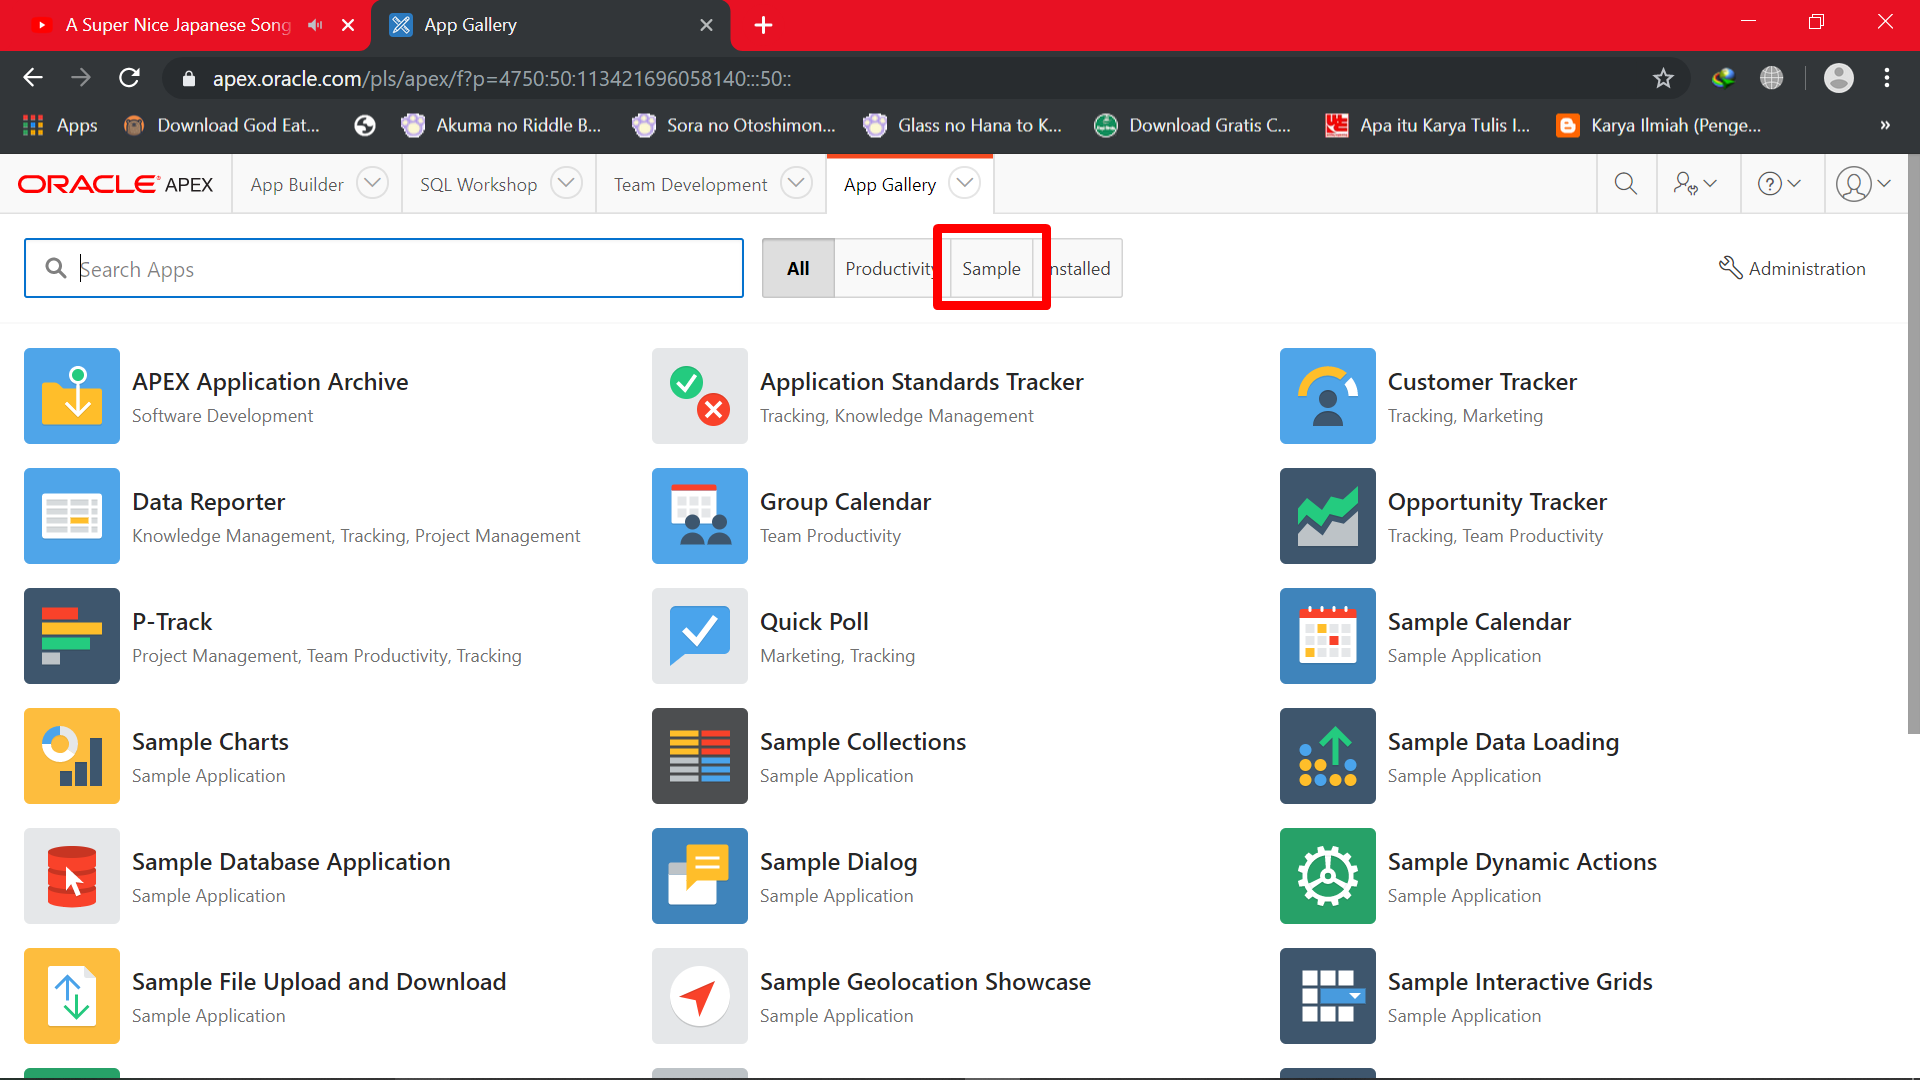 A Super Nice Japanese Song
App Gallery
apex.oracle.com/pls/apex/f?p=4750:50:113421696058140:::50::
Apps
Download God Eat...
Akuma no Riddle B...
Sora no Otoshimon...
Glass no Hana to K...
Download Gratis C...
Apa itu Karya Tulis I...
Karya Ilmiah (Penge...
»
ORACLE APEX
App Builder
SQL Workshop
Team Development
App Gallery
Search Apps
All
Productivity
Sample
nstalled
Administration
APEX Application Archive
Software Development
Application Standards Tracker
Tracking, Knowledge Management
Customer Tracker
Tracking, Marketing
Data Reporter
Knowledge Management, Tracking, Project Management
Group Calendar
Team Productivity
Opportunity Tracker
Tracking, Team Productivity
P-Track
Project Management, Team Productivity, Tracking
Quick Poll
Marketing, Tracking
Sample Calendar
Sample Application
Sample Charts
Sample Application
Sample Collections
Sample Application
Sample Data Loading
Sample Application
Sample Database Application
Sample Application
Sample Dialog
Sample Application
Sample Dynamic Actions
Sample Application
Sample File Upload and Download
Sample Application
Sample Geolocation Showcase
Sample Application
Sample Interactive Grids
Sample Application